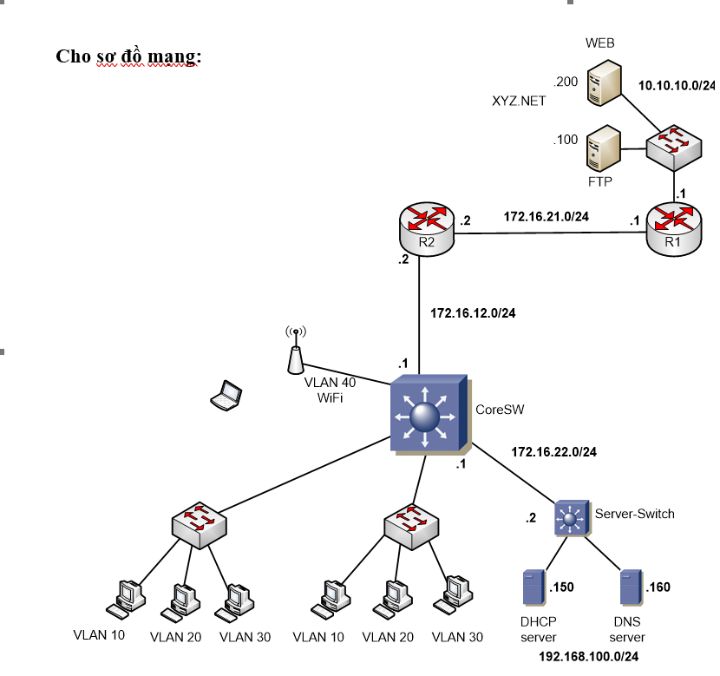 Cho sơ đồ mạng:
WEB
.200
10.10.10.0/24
XYZ.NET
.100
FTP
.1
.2
172.16.21.0/24
.1
R2
R1
.2
172.16.12.0/24
.1
VLAN 40
WiFi
CoreSW
172.16.22.0/24
.1
.2
Server-Switch
.150
.160
VLAN 10
VLAN 20
VLAN 30
VLAN 10
VLAN 20
VLAN 30
DHCP
server
DNS
server
192.168.100.0/24